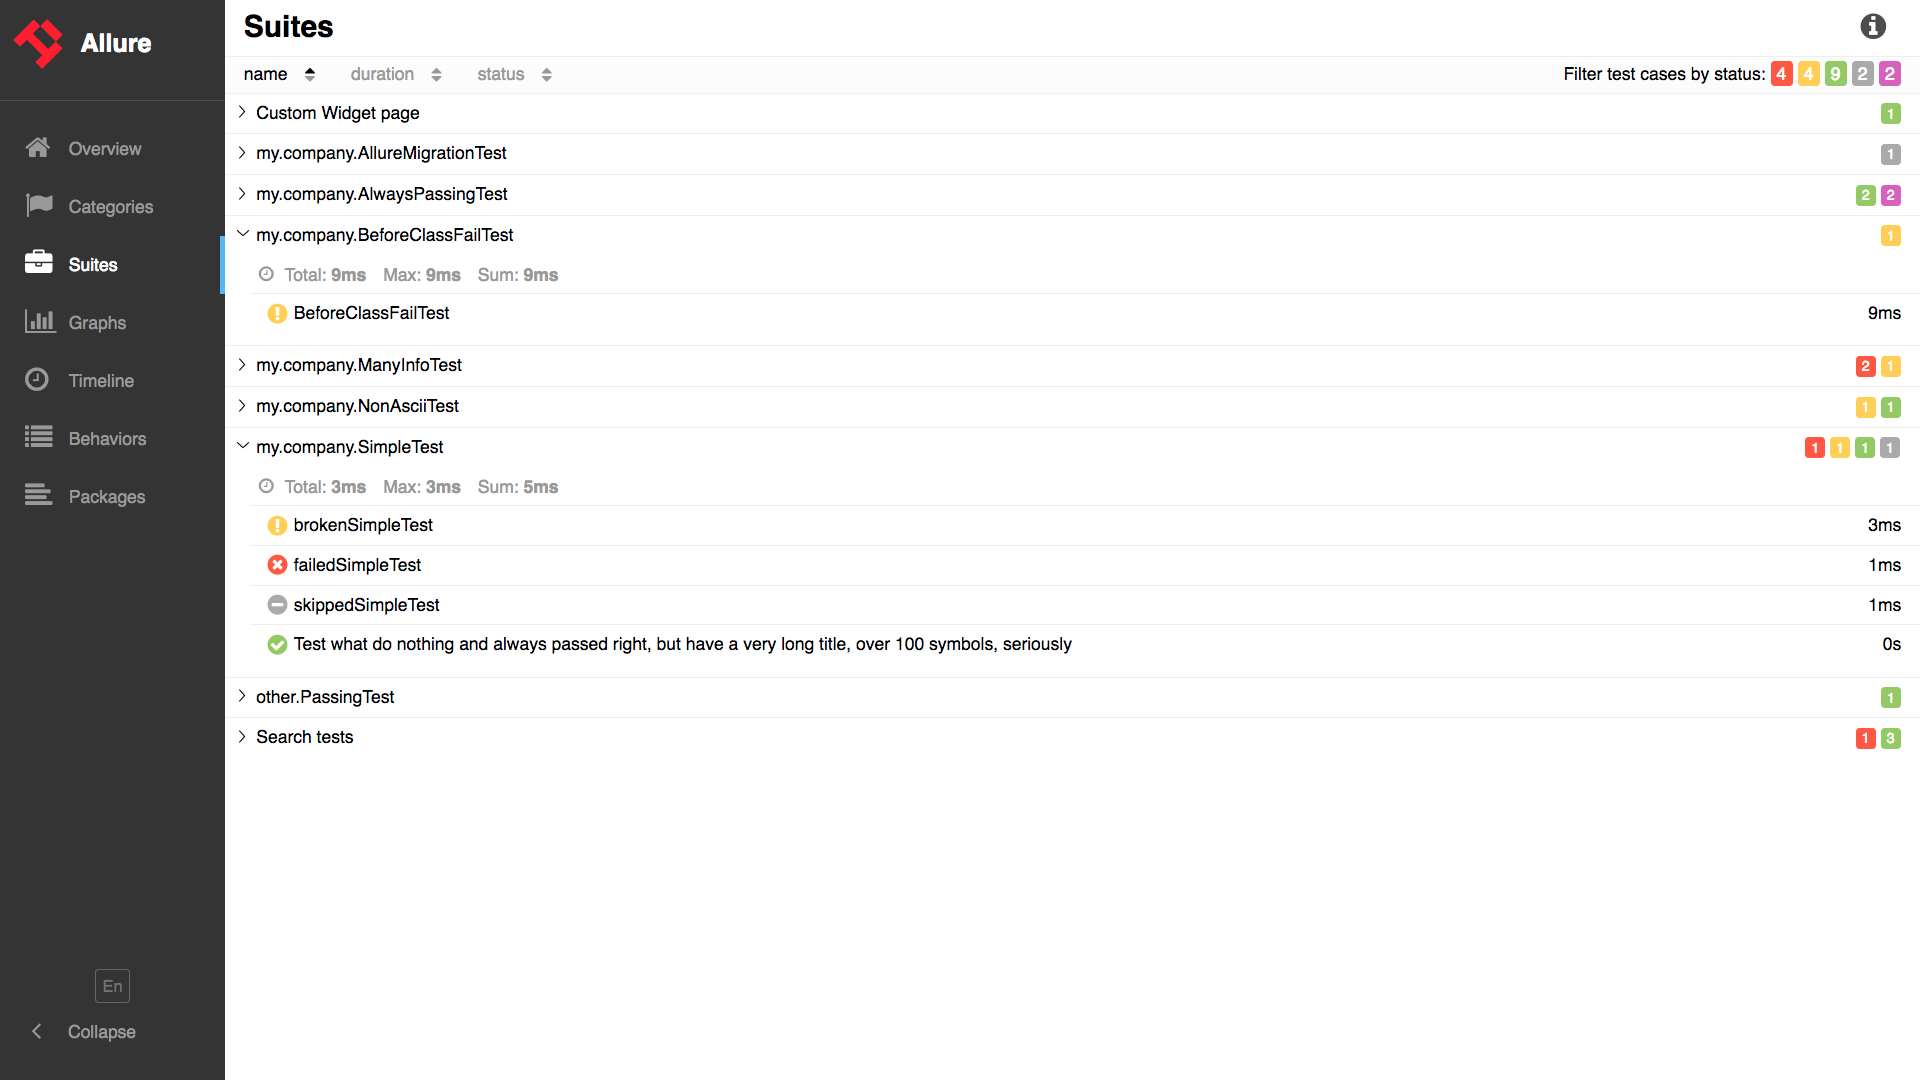 Allure
Overview
Categories
Suites
Graphs
Timeline
Behaviors
Packages
En
Collapse
Suites
name duration status Filter test cases by status: 4 4 9 2 2
Custom Widget page 1
my.company.AllureMigrationTest 1
my.company.AlwaysPassingTest 2 2
my.company.BeforeClassFailTest 1
Total: 9ms Max: 9ms Sum: 9ms
BeforeClassFailTest 9ms
my.company.ManyInfoTest 2 1
my.company.NonAsciiTest 1 1
my.company.SimpleTest 1 1 1 1
Total: 3ms Max: 3ms Sum: 5ms
brokenSimpleTest 3ms
failedSimpleTest 1ms
skippedSimpleTest 1ms
Test what do nothing and always passed right, but have a very long title, over 100 symbols, seriously 0s
other.PassingTest 1
Search tests 1 3